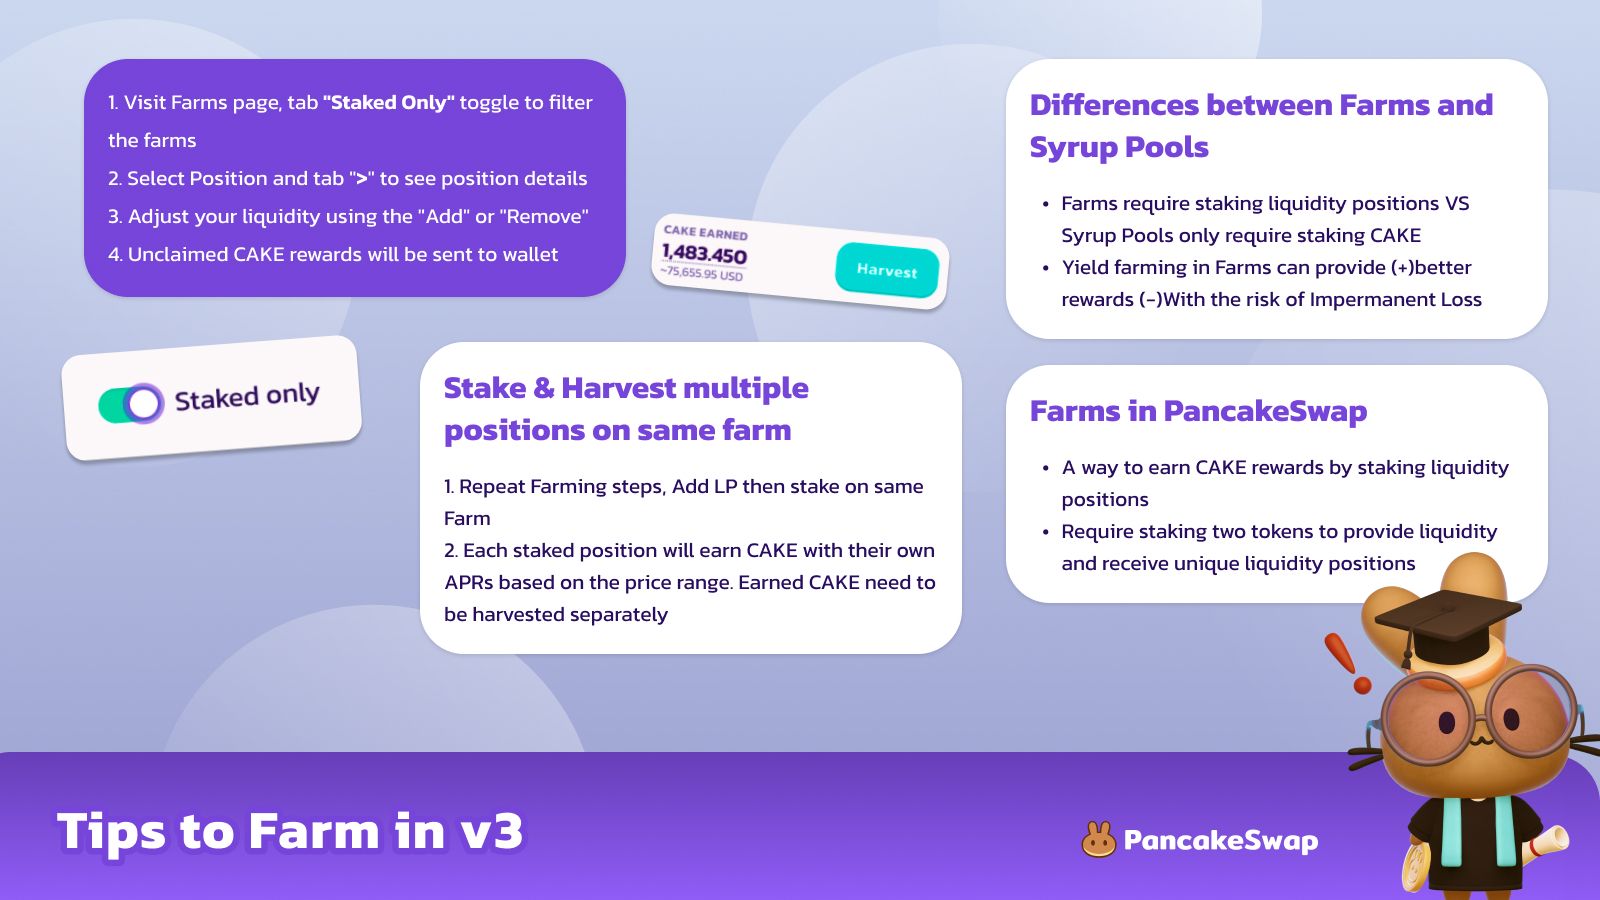 1. Visit Farms page, tab "Staked Only" toggle to filter
the farms
2. Select Position and tab ">" to see position details
3. Adjust your liquidity using the "Add" or "Remove"
4. Unclaimed CAKE rewards will be sent to wallet
CAKE EARNED
1,483.450
~75,655.95 USD
Harvest
Staked only
Stake & Harvest multiple
positions on same farm
1. Repeat Farming steps, Add LP then stake on same
Farm
2. Each staked position will earn CAKE with their own
APRs based on the price range. Earned CAKE need to
be harvested separately
Differences between Farms and
Syrup Pools
• Farms require staking liquidity positions VS
Syrup Pools only require staking CAKE
• Yield farming in Farms can provide (+)better
rewards (-)With the risk of Impermanent Loss
Farms in PancakeSwap
• A way to earn CAKE rewards by staking liquidity
positions
• Require staking two tokens to provide liquidity
and receive unique liquidity positions
Tips to Farm in v3
PancakeSwap